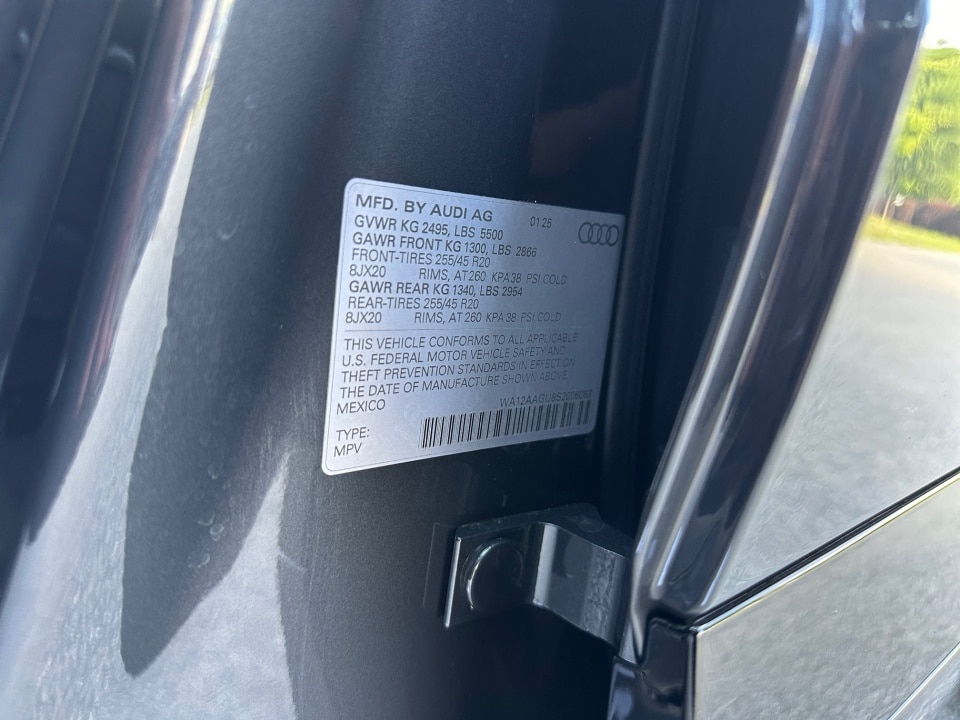 MFD. BY AUDI AG 01 25
GVWR KG 2495, LBS 5500
GAWR FRONT KG 1300, LBS 2866
FRONT-TIRES 255/45 R20
8JX20 RIMS, AT 260 KPA 38 PSI COLD
GAWR REAR KG 1340, LBS 2954
REAR-TIRES 255/45 R20
8JX20 RIMS, AT 260 KPA 38 PSI COLD
THIS VEHICLE CONFORMS TO ALL APPLICABLE
U.S. FEDERAL MOTOR VEHICLE SAFETY AND
THEFT PREVENTION STANDARDS IN EFFECT ON
THE DATE OF MANUFACTURE SHOWN ABOVE.
MEXICO
TYPE:
MPV